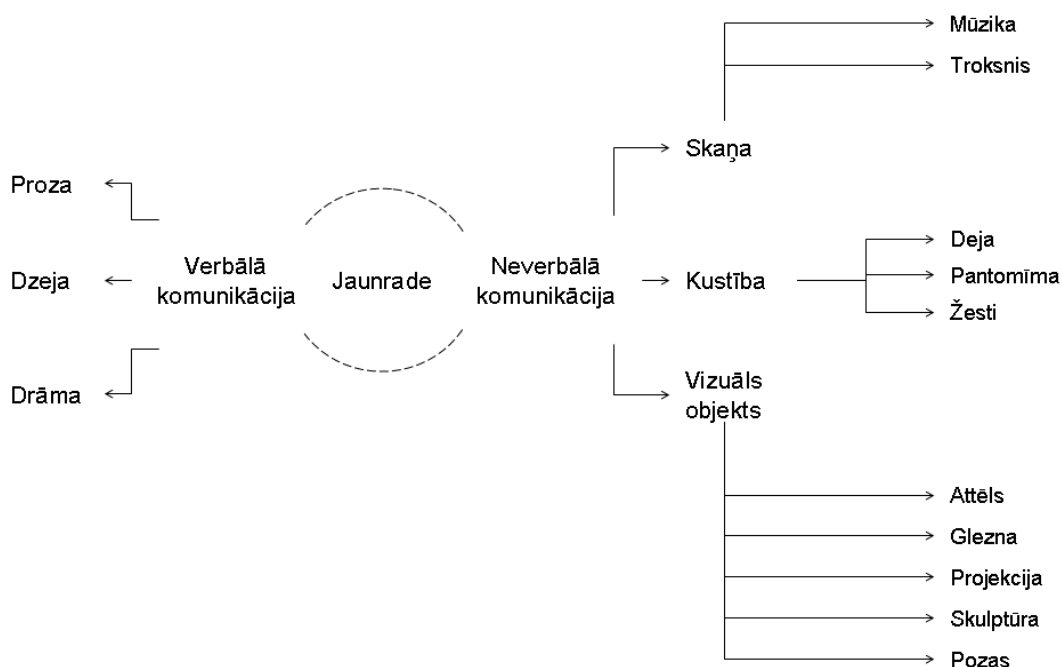 Mūzika
Troksnis
Skaņa
Proza
Dzeja
Drāma
Verbālā
komunikācija
Jaunrade
Neverbālā
komunikācija
Kustība
Deja
Pantomīma
Žesti
Vizuāls
objekts
Attēls
Glezna
Projekcija
Skulptūra
Pozas